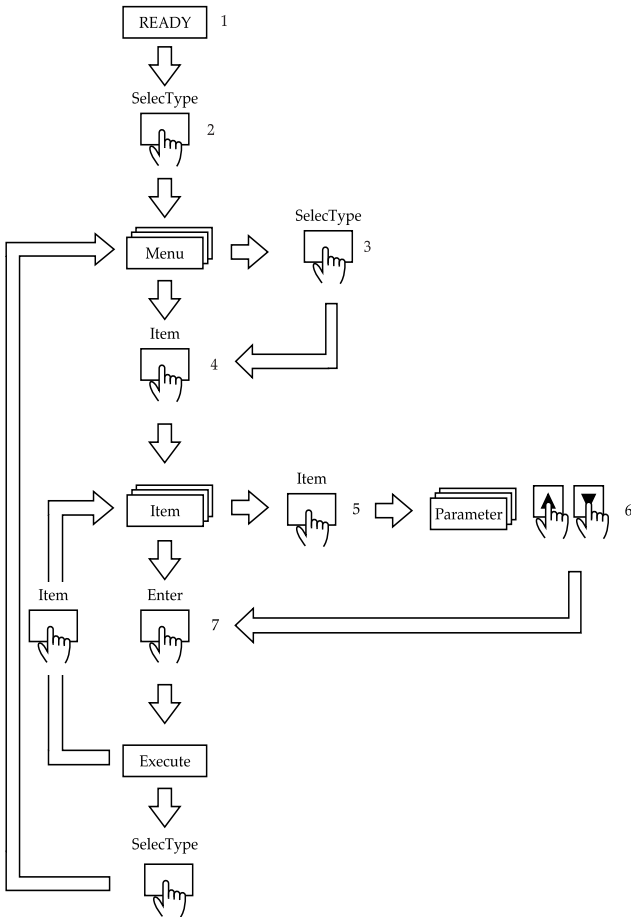 READY 1
SelecType
2
SelecType
Menu 3
Item
4
Item
Item 5 Parameter 6
Item Enter
7
Execute
SelecType